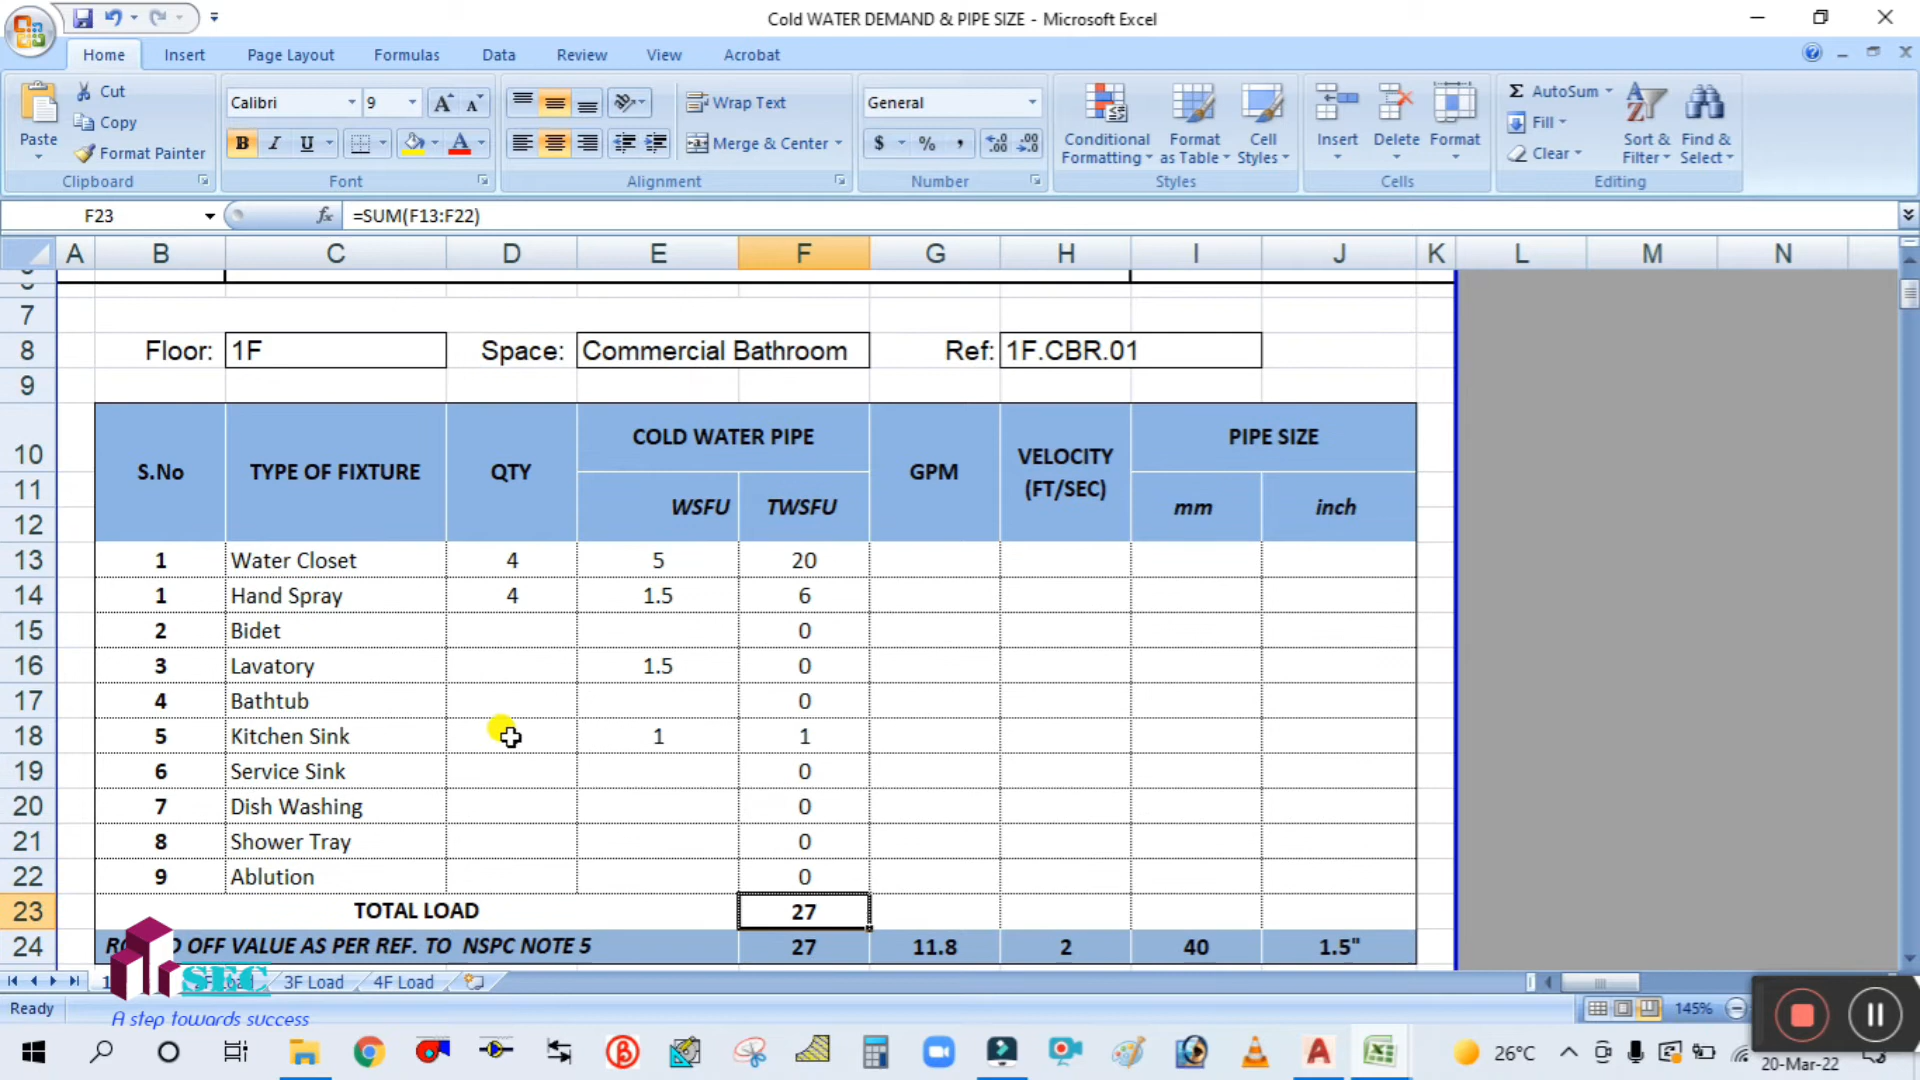 Cold WATER DEMAND & PIPE SIZE - Microsoft Excel
Home Insert Page Layout Formulas Data Review View Acrobat
Paste Cut Copy Format Painter
Calibri 9
B I U A
Wrap Text
Merge & Center
General
$ % ,
Conditional Formatting Format as Table Cell Styles
Insert Delete Format
AutoSum Fill Clear
Sort & Filter Find & Select
Clipboard Font Alignment Number Styles Cells Editing
F23 fx =SUM(F13:F22)
A B C D E F G H I J K L M N
7
8 Floor: 1F Space: Commercial Bathroom Ref: 1F.CBR.01
9
10 S.No TYPE OF FIXTURE QTY COLD WATER PIPE GPM VELOCITY (FT/SEC) PIPE SIZE
11 WSFU TWSFU mm inch
12
13 1 Water Closet 4 5 20
14 1 Hand Spray 4 1.5 6
15 2 Bidet 0
16 3 Lavatory 1.5 0
17 4 Bathtub 0
18 5 Kitchen Sink 1 1
19 6 Service Sink 0
20 7 Dish Washing 0
21 8 Shower Tray 0
22 9 Ablution 0
23 TOTAL LOAD 27
24 OFF VALUE AS PER REF. TO NSPC NOTE 5 27 11.8 2 40 1.5"
3F Load 4F Load
SEC
A step towards success
Ready 145%
26°C
20-Mar-22